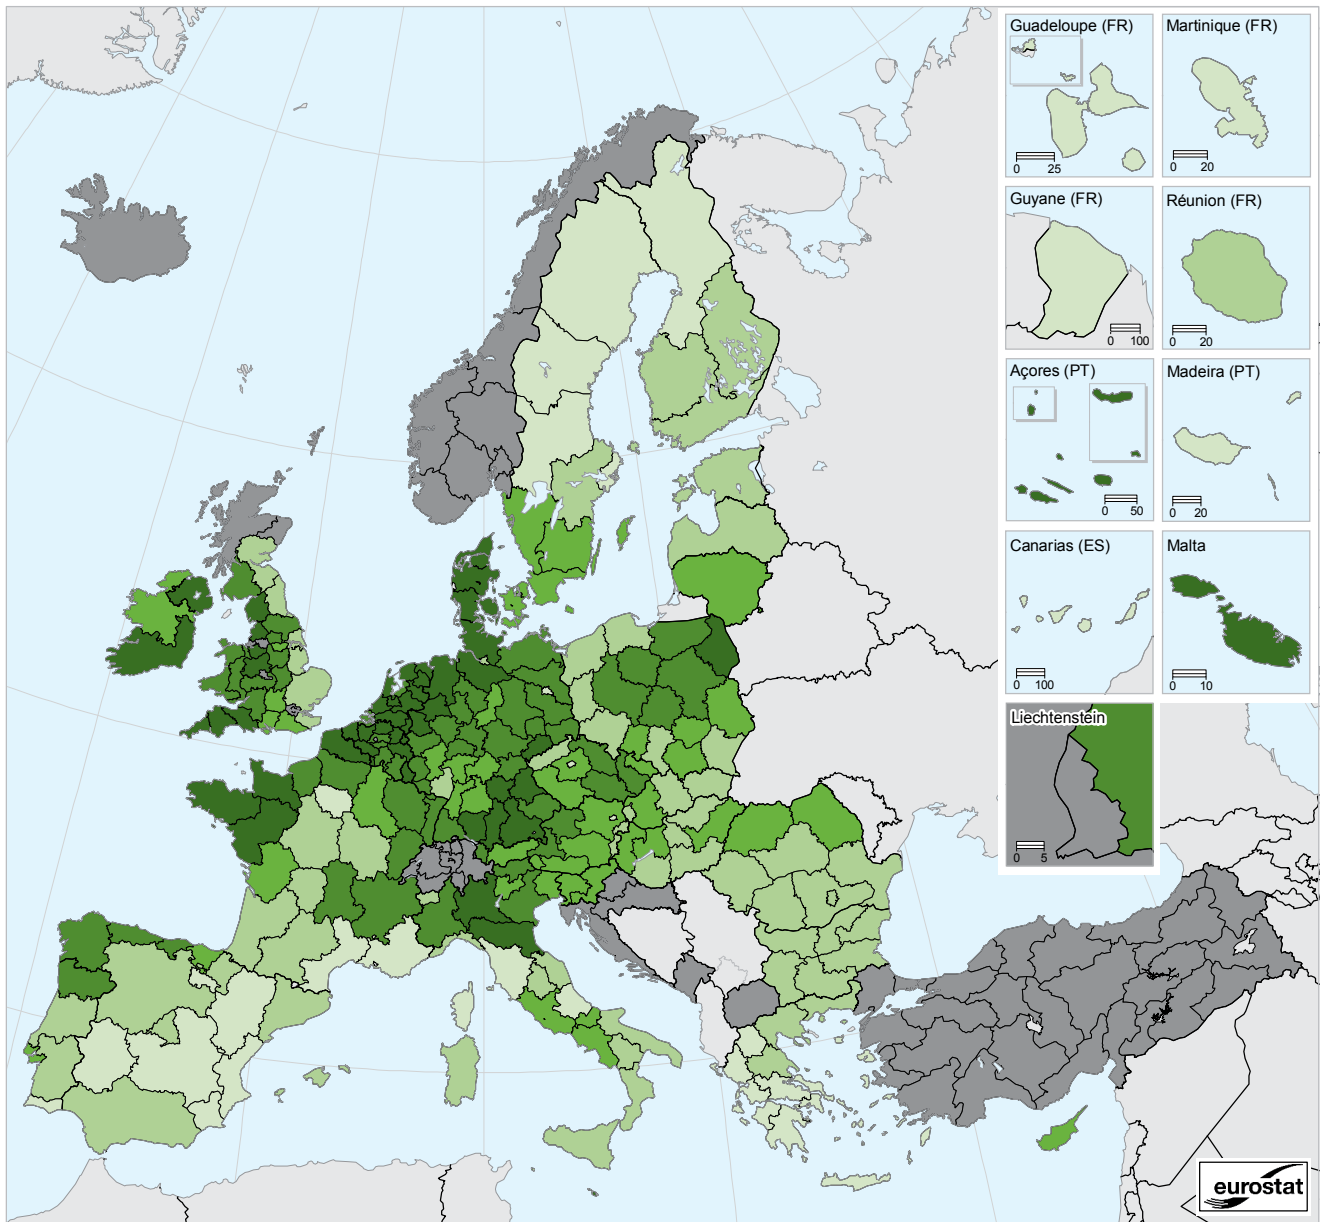 Guadeloupe (FR)
0 25
Martinique (FR)
0 20
Guyane (FR)
0 100
Réunion (FR)
0 20
Açores (PT)
0 50
Madeira (PT)
0 20
Canarias (ES)
0 100
Malta
0 10
Liechtenstein
0 5
eurostat